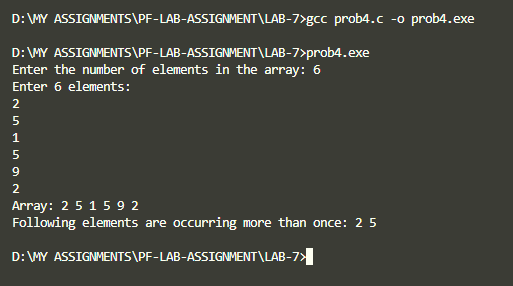 D:\MY ASSIGNMENTS\PF-LAB-ASSIGNMENT\LAB-7>gcc prob4.c -o prob4.exe
D:\MY ASSIGNMENTS\PF-LAB-ASSIGNMENT\LAB-7>prob4.exe
Enter the number of elements in the array: 6
Enter 6 elements:
2
5
1
5
9
2
Array: 2 5 1 5 9 2
Following elements are occurring more than once: 2 5
D:\MY ASSIGNMENTS\PF-LAB-ASSIGNMENT\LAB-7>